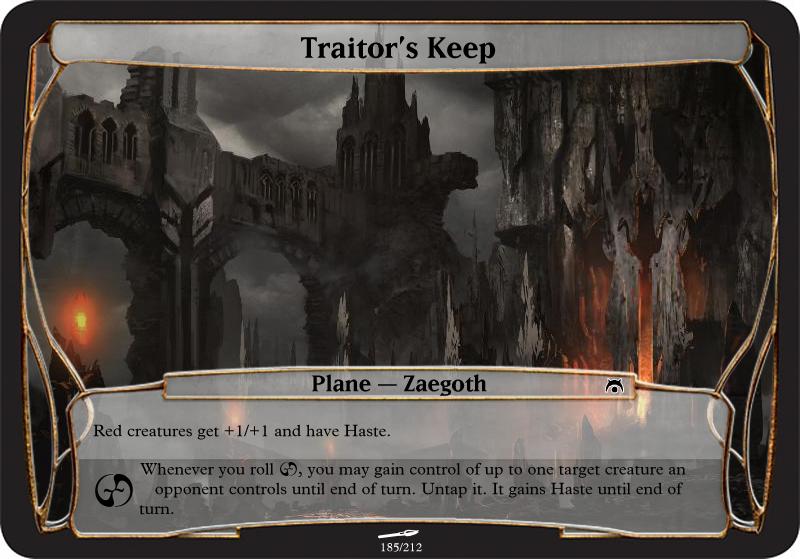 Traitor's Keep
Plane — Zaegoth
Red creatures get +1/+1 and have Haste.
Whenever you roll , you may gain control of up to one target creature an
opponent controls until end of turn. Untap it. It gains Haste until end of
turn.
185/212